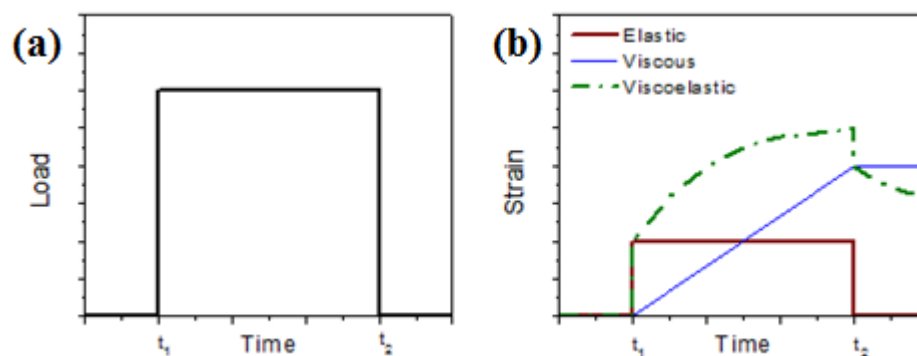 (a)
Load
t1
Time
t2
(b)
Elastic
Viscous
Viscoelastic
Strain
t1
Time
t2